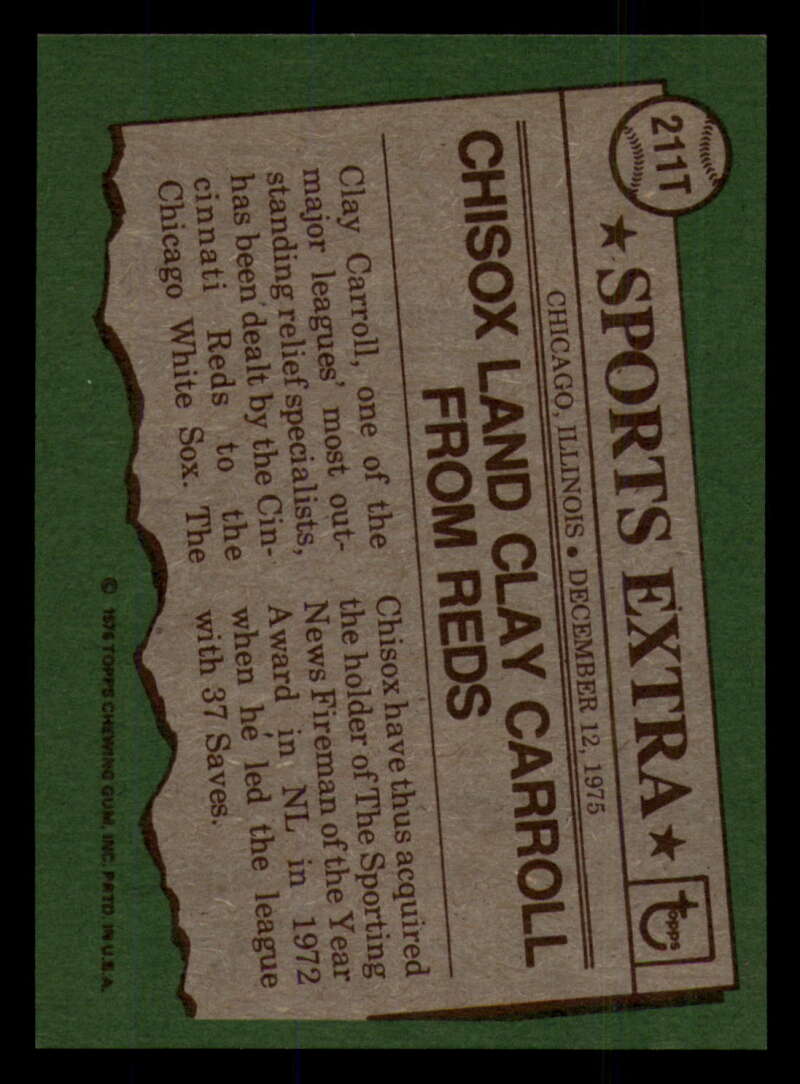 211T
★ SPORTS EXTRA ★
topps
CHICAGO, ILLINOIS • DECEMBER 12, 1975
CHISOX LAND CLAY CARROLL
FROM REDS
Clay Carroll, one of the
major leagues' most out-
standing relief specialists,
has been dealt by the Cin-
cinnati Reds to the
Chicago White Sox. The
Chisox have thus acquired
the holder of The Sporting
News Fireman of the Year
Award in NL in 1972
when he led the league
with 37 Saves.
© 1976 TOPPS CHEWING GUM, INC. PRTD. IN U.S.A.